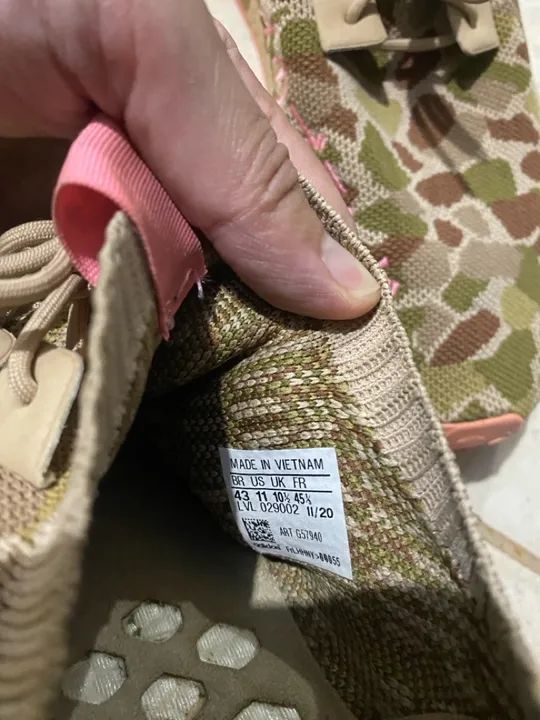 MADE IN VIETNAM
BR US UK FR
43 11 10½ 45⅓
LVL 029002 11/20
ART G57940
adidas